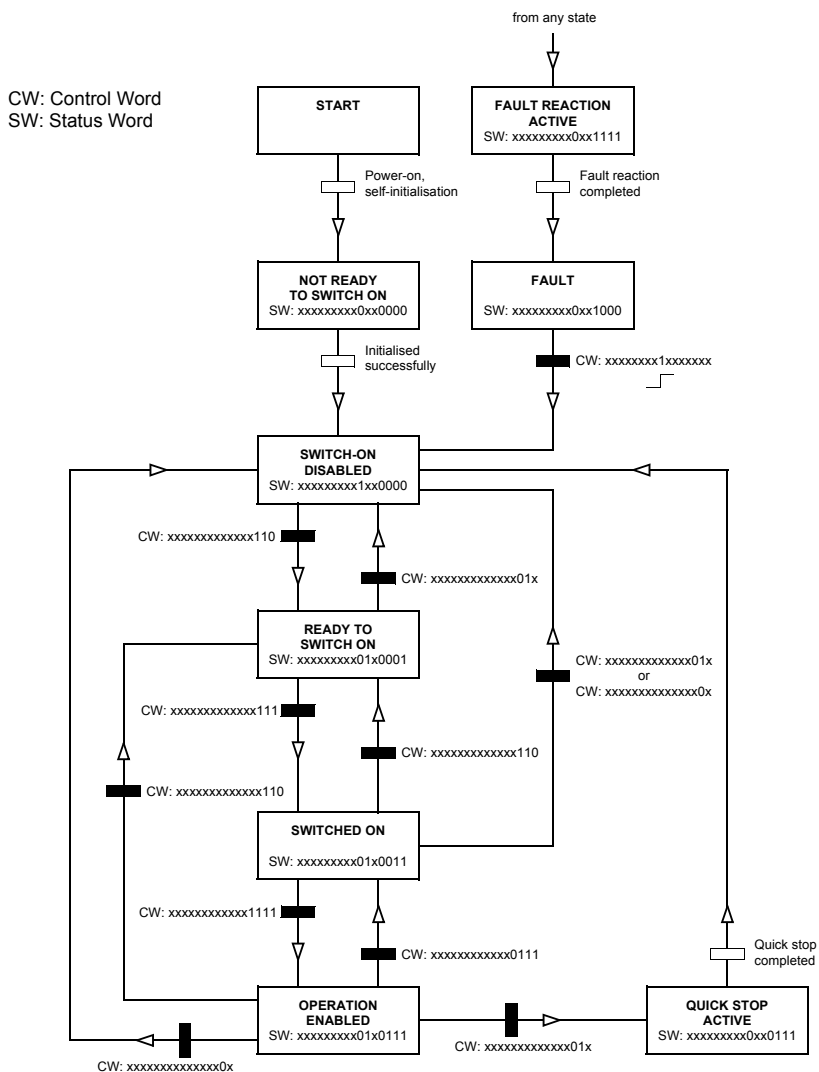 from any state
CW: Control Word
SW: Status Word
START
FAULT REACTION
ACTIVE
SW: xxxxxxxxx0xx1111
Power-on,
self-initialisation
Fault reaction
completed
NOT READY
TO SWITCH ON
SW: xxxxxxxxx0xx0000
FAULT
SW: xxxxxxxxx0xx1000
Initialised
successfully
CW: xxxxxxxx1xxxxxxx
SWITCH-ON
DISABLED
SW: xxxxxxxxx1xx0000
CW: xxxxxxxxxxxxx110
CW: xxxxxxxxxxxxx01x
READY TO
SWITCH ON
SW: xxxxxxxxx01x0001
CW: xxxxxxxxxxxxx01x
or
CW: xxxxxxxxxxxxxx0x
CW: xxxxxxxxxxxxx111
CW: xxxxxxxxxxxxx110
CW: xxxxxxxxxxxxx110
SWITCHED ON
SW: xxxxxxxxx01x0011
CW: xxxxxxxxxxxx1111
CW: xxxxxxxxxxxx0111
Quick stop
completed
OPERATION
ENABLED
SW: xxxxxxxxx01x0111
QUICK STOP
ACTIVE
SW: xxxxxxxxx0xx0111
CW: xxxxxxxxxxxxx01x
CW: xxxxxxxxxxxxxx0x